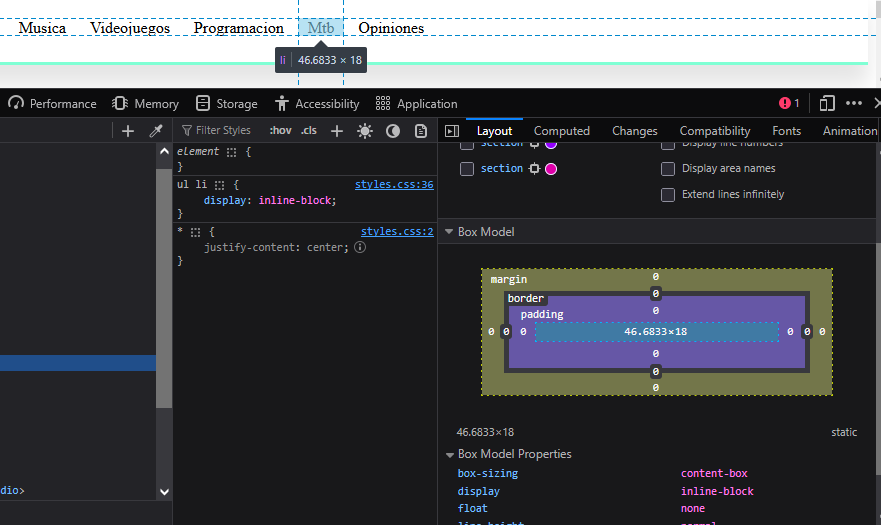 Musica Videojuegos Programacion Mtb Opiniones
li 46.6833 × 18
Performance Memory Storage Accessibility Application 1
Filter Styles :hov .cls
Layout Computed Changes Compatibility Fonts Animation
element {
}
ul li { styles.css:36
display: inline-block;
}
* { styles.css:2
justify-content: center;
}
section Display line numbers
section Display area names
Extend lines infinitely
Box Model
margin 0
border 0
padding 0
0 0 0 46.6833×18 0 0 0
0
0
0
46.6833×18 static
Box Model Properties
box-sizing content-box
display inline-block
float none
line-height normal
dio>